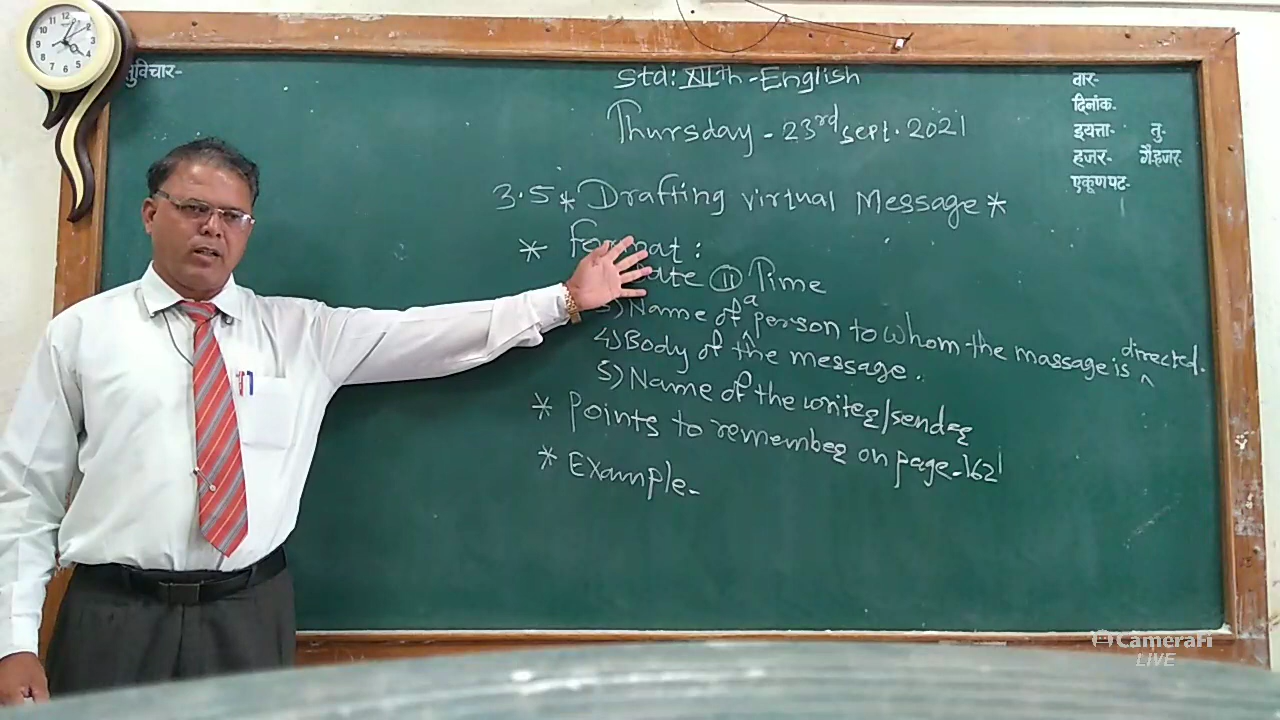 सुविचार-
Std: XIIth - English
Thursday - 23rd Sept. 2021
वार-
दिनांक-
इयत्ता- तु-
हजर- गैरहजर-
एकूणपट-
3.5 * Drafting virtual Message *
* Format:
Date (II) Time
3) Name of a person to whom the massage is directed.
4) Body of the message.
5) Name of the writer/sender
* Points to remember on page-162
* Example-
CameraFi
LIVE